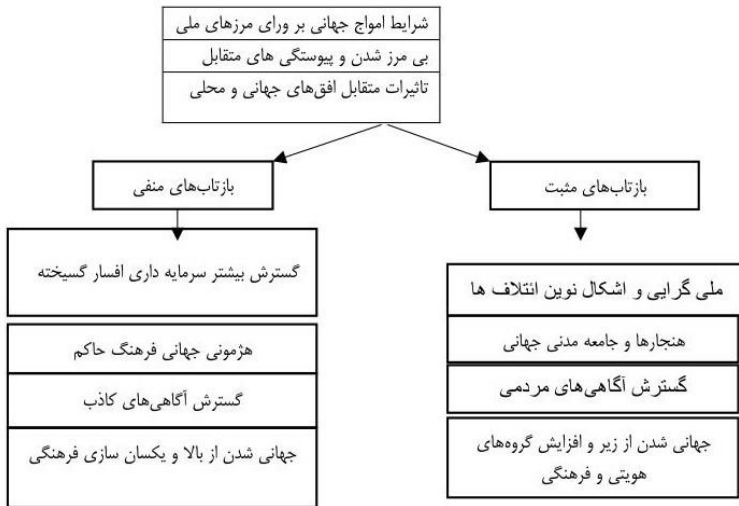 شرایط امواج جهانی بر ورای مرزهای ملی
بی مرز شدن و پیوستگی های متقابل
تاثیرات متقابل افق‌های جهانی و محلی
بازتاب‌های مثبت
ملی گرایی و اشکال نوین ائتلاف ها
هنجارها و جامعه مدنی جهانی
گسترش آگاهی‌های مردمی
جهانی شدن از زیر و افزایش گروه‌های
هویتی و فرهنگی
بازتاب‌های منفی
گسترش بیشتر سرمایه داری افسار گسیخته
هژمونی جهانی فرهنگ حاکم
گسترش آگاهی‌های کاذب
جهانی شدن از بالا و یکسان سازی فرهنگی